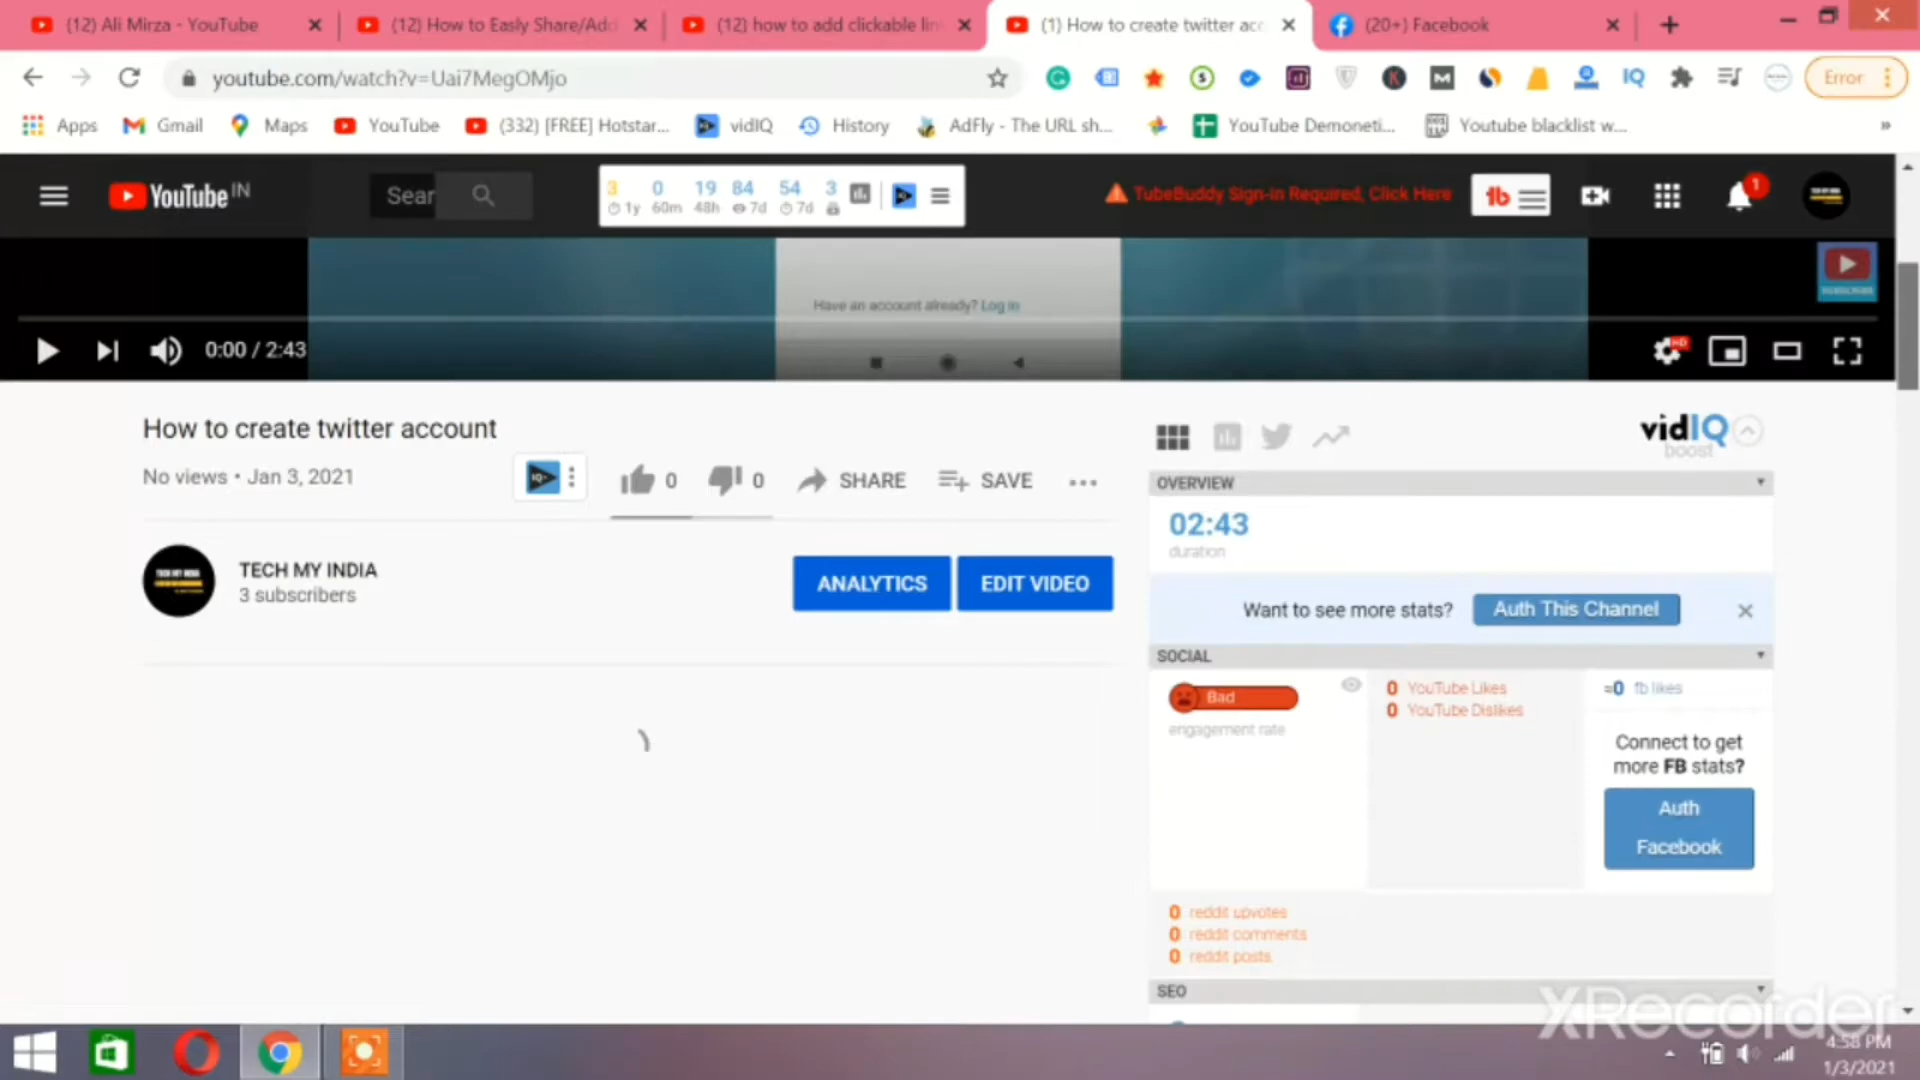 (12) Ali Mirza - YouTube
(12) How to Easly Share/Add
(12) how to add clickable lin
(1) How to create twitter acc
(20+) Facebook
youtube.com/watch?v=Uai7MegOMjo
Error
Apps
Gmail
Maps
YouTube
(332) [FREE] Hotstar...
vidIQ
History
AdFly - The URL sh...
YouTube Demoneti...
Youtube blacklist w...
YouTube IN
Sear
3 0 19 84 54 3
1y 60m 48h 7d 7d
TubeBuddy Sign-in Required, Click Here
1
Have an account already? Log in
0:00 / 2:43
HD
How to create twitter account
No views • Jan 3, 2021
0
0
SHARE
SAVE
TECH MY INDIA
3 subscribers
ANALYTICS
EDIT VIDEO
vidIQ
boost
OVERVIEW
02:43
duration
Want to see more stats?
Auth This Channel
SOCIAL
Bad
engagement rate
0 YouTube Likes
0 YouTube Dislikes
=0 fb likes
Connect to get
more FB stats?
Auth
Facebook
0 reddit upvotes
0 reddit comments
0 reddit posts
SEO
XRecorder
4:58 PM
1/3/2021